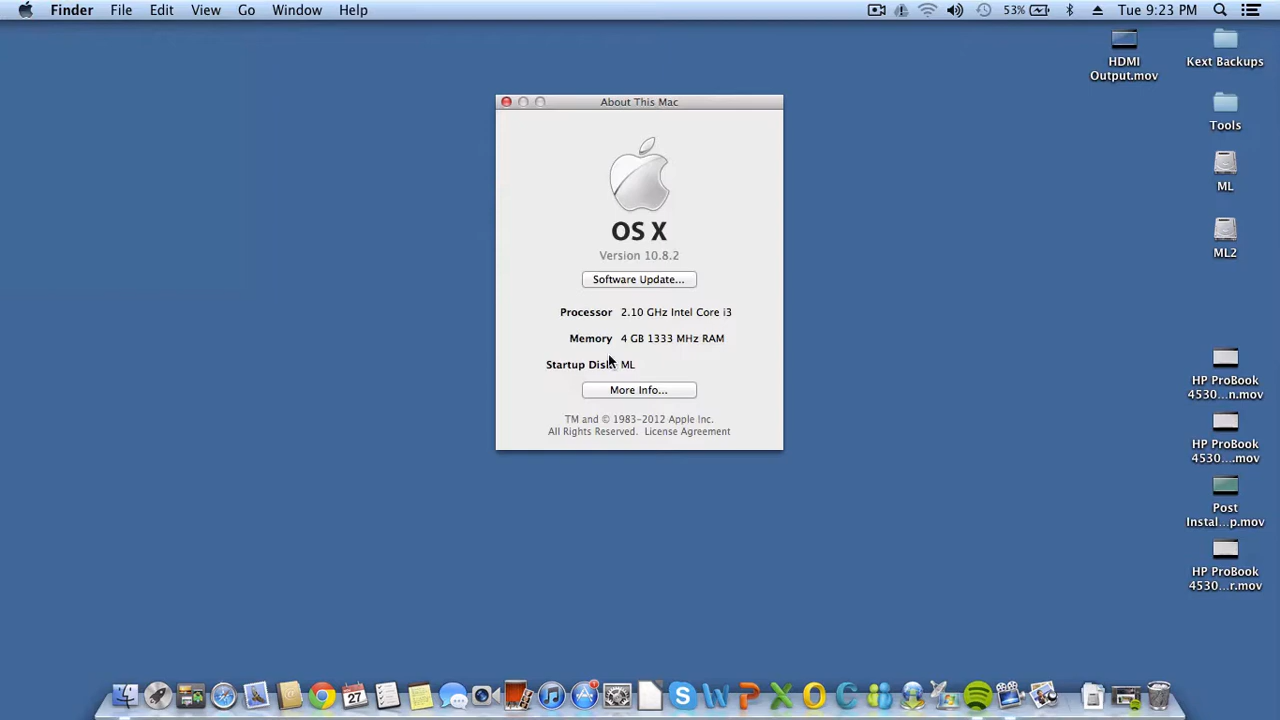 Finder File Edit View Go Window Help
53% Tue 9:23 PM
HDMI
Output.mov
Kext Backups
Tools
ML
ML2
HP ProBook
4530...n.mov
HP ProBook
4530....mov
Post
Instal...p.mov
HP ProBook
4530...r.mov
About This Mac
OS X
Version 10.8.2
Software Update...
Processor 2.10 GHz Intel Core i3
Memory 4 GB 1333 MHz RAM
Startup Disk ML
More Info...
TM and © 1983–2012 Apple Inc.
All Rights Reserved. License Agreement
27